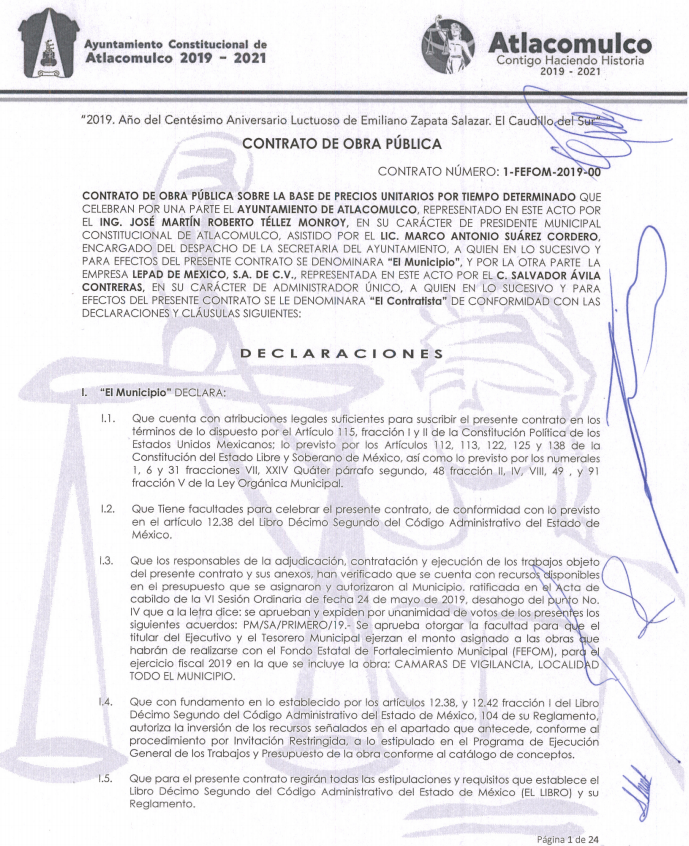 Ayuntamiento Constitucional de
Atlacomulco 2019 – 2021
Atlacomulco
Contigo Haciendo Historia
2019 - 2021
"2019. Año del Centésimo Aniversario Luctuoso de Emiliano Zapata Salazar. El Caudillo del Sur"
CONTRATO DE OBRA PÚBLICA
CONTRATO NÚMERO: 1-FEFOM-2019-00
CONTRATO DE OBRA PÚBLICA SOBRE LA BASE DE PRECIOS UNITARIOS POR TIEMPO DETERMINADO QUE
CELEBRAN POR UNA PARTE EL AYUNTAMIENTO DE ATLACOMULCO, REPRESENTADO EN ESTE ACTO POR
EL ING. JOSÉ MARTÍN ROBERTO TÉLLEZ MONROY, EN SU CARÁCTER DE PRESIDENTE MUNICIPAL
CONSTITUCIONAL DE ATLACOMULCO, ASISTIDO POR EL LIC. MARCO ANTONIO SUÁREZ CORDERO,
ENCARGADO DEL DESPACHO DE LA SECRETARIA DEL AYUNTAMIENTO, A QUIEN EN LO SUCESIVO Y
PARA EFECTOS DEL PRESENTE CONTRATO SE DENOMINARA "El Municipio", Y POR LA OTRA PARTE LA
EMPRESA LEPAD DE MEXICO, S.A. DE C.V., REPRESENTADA EN ESTE ACTO POR EL C. SALVADOR ÁVILA
CONTRERAS, EN SU CARÁCTER DE ADMINISTRADOR ÚNICO, A QUIEN EN LO SUCESIVO Y PARA
EFECTOS DEL PRESENTE CONTRATO SE LE DENOMINARA "El Contratista" DE CONFORMIDAD CON LAS
DECLARACIONES Y CLÁUSULAS SIGUIENTES:
DECLARACIONES
I. "El Municipio" DECLARA:
I.1. Que cuenta con atribuciones legales suficientes para suscribir el presente contrato en los
términos de lo dispuesto por el Artículo 115, fracción I y II de la Constitución Política de los
Estados Unidos Mexicanos; lo previsto por los Artículos 112, 113, 122, 125 y 138 de la
Constitución del Estado Libre y Soberano de México, así como lo previsto por los numerales
1, 6 y 31 fracciones VII, XXIV Quáter párrafo segundo, 48 fracción II, IV, VIII, 49 , y 91
fracción V de la Ley Orgánica Municipal.
I.2. Que Tiene facultades para celebrar el presente contrato, de conformidad con lo previsto
en el artículo 12.38 del Libro Décimo Segundo del Código Administrativo del Estado de
México.
I.3. Que los responsables de la adjudicación, contratación y ejecución de los trabajos objeto
del presente contrato y sus anexos, han verificado que se cuenta con recursos disponibles
en el presupuesto que se asignaron y autorizaron al Municipio, ratificada en el Acta de
cabildo de la VI Sesión Ordinaria de fecha 24 de mayo de 2019, desahogo del punto No.
IV que a la letra dice: se aprueban y expiden por unanimidad de votos de los presentes los
siguientes acuerdos: PM/SA/PRIMERO/19.- Se aprueba otorgar la facultad para que el
titular del Ejecutivo y el Tesorero Municipal ejerzan el monto asignado a las obras que
habrán de realizarse con el Fondo Estatal de Fortalecimiento Municipal (FEFOM), para el
ejercicio fiscal 2019 en la que se incluye la obra: CAMARAS DE VIGILANCIA, LOCALIDAD
TODO EL MUNICIPIO.
I.4. Que con fundamento en lo establecido por los artículos 12.38, y 12.42 fracción I del Libro
Décimo Segundo del Código Administrativo del Estado de México, 104 de su Reglamento,
autoriza la inversión de los recursos señalados en el apartado que antecede, conforme al
procedimiento por Invitación Restringida, a lo estipulado en el Programa de Ejecución
General de los Trabajos y Presupuesto de la obra conforme al catálogo de conceptos.
I.5. Que para el presente contrato regirán todas las estipulaciones y requisitos que establece el
Libro Décimo Segundo del Código Administrativo del Estado de México (EL LIBRO) y su
Reglamento.
Página 1 de 24